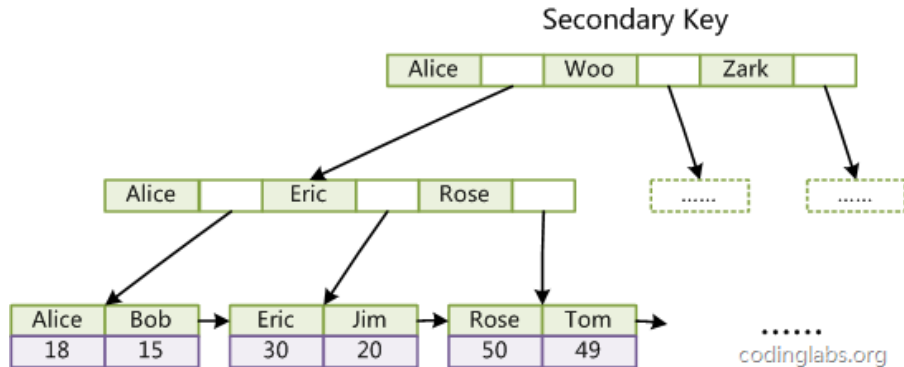 Secondary Key
Alice Woo Zark
Alice Eric Rose
...... ......
Alice Bob Eric Jim Rose Tom
18 15 30 20 50 49
......
codinglabs.org